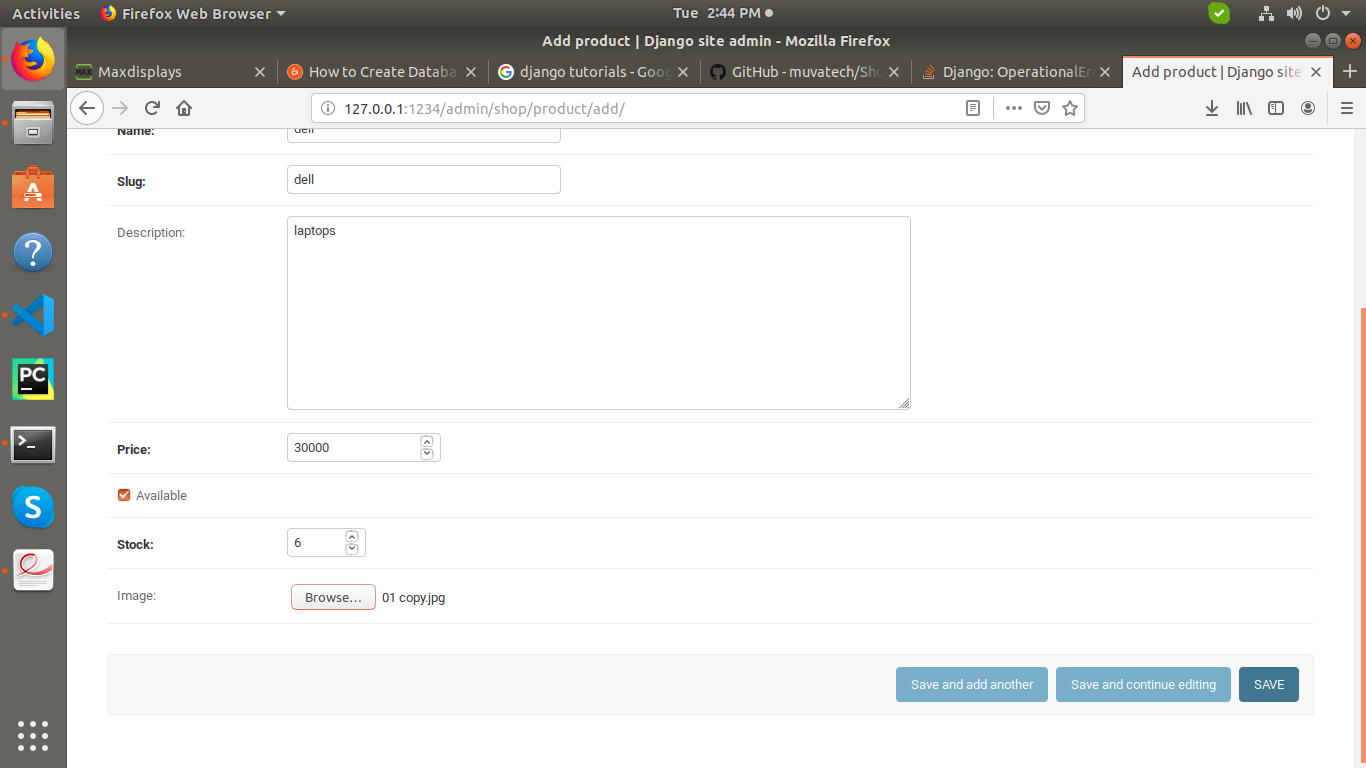 Activities Firefox Web Browser Tue 2:44 PM
Add product | Django site admin - Mozilla Firefox
MAX Maxdisplays How to Create Databa django tutorials - Goog GitHub - muvatech/Sho Django: OperationalEr Add product | Django site
127.0.0.1:1234/admin/shop/product/add/
Name: dell
Slug: dell
Description: laptops
Price: 30000
Available
Stock: 6
Image: Browse... 01 copy.jpg
Save and add another Save and continue editing SAVE
A
?
PC
>_
S